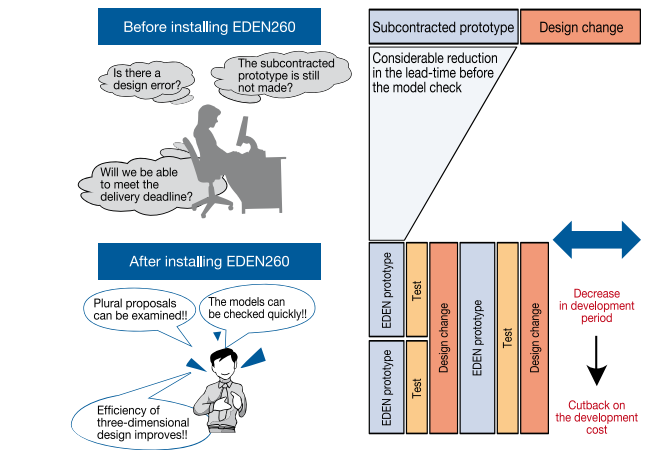 Before installing EDEN260
Is there a
design error?
The subcontracted
prototype is still
not made?
Will we be able
to meet the
delivery deadline?
After installing EDEN260
Plural proposals
can be examined!!
The models can
be checked quickly!!
Efficiency of
three-dimensional
design improves!!
Subcontracted prototype
Design change
Considerable reduction
in the lead-time before
the model check
EDEN prototype
Test
EDEN prototype
Test
Design change
EDEN prototype
Test
Design change
Decrease
in development
period
Cutback on
the development
cost